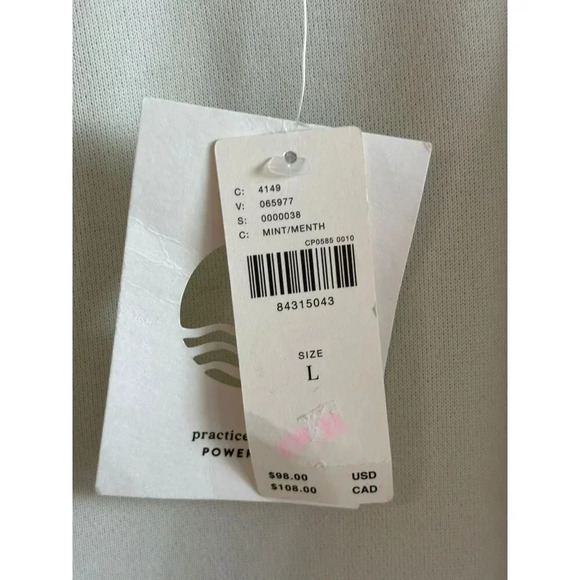 C: 4149
V: 065977
S: 0000038
C: MINT/MENTH
CP0585 0010
84315043
SIZE
L
practice
POWER
$98.00 USD
$108.00 CAD